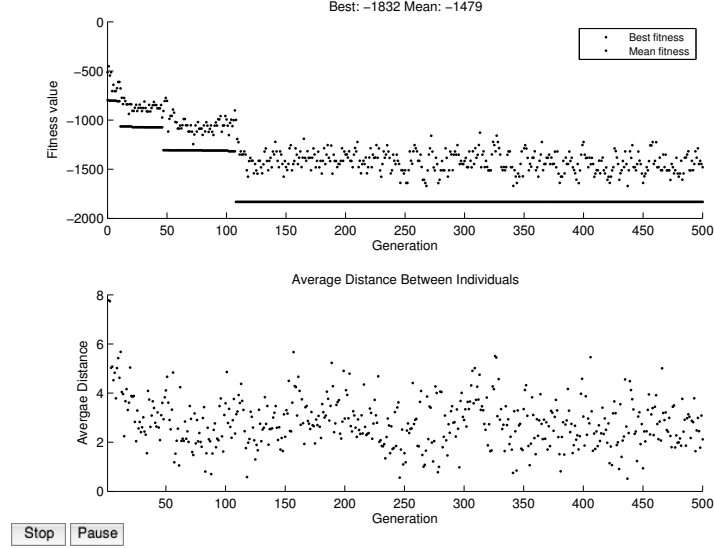 Best: −1832 Mean: −1479
0
−500
−1000
−1500
−2000
Fitness value
Best fitness
Mean fitness
0 50 100 150 200 250 300 350 400 450 500
Generation
Average Distance Between Individuals
8
6
4
2
0
Avergae Distance
50 100 150 200 250 300 350 400 450 500
Generation
Stop Pause